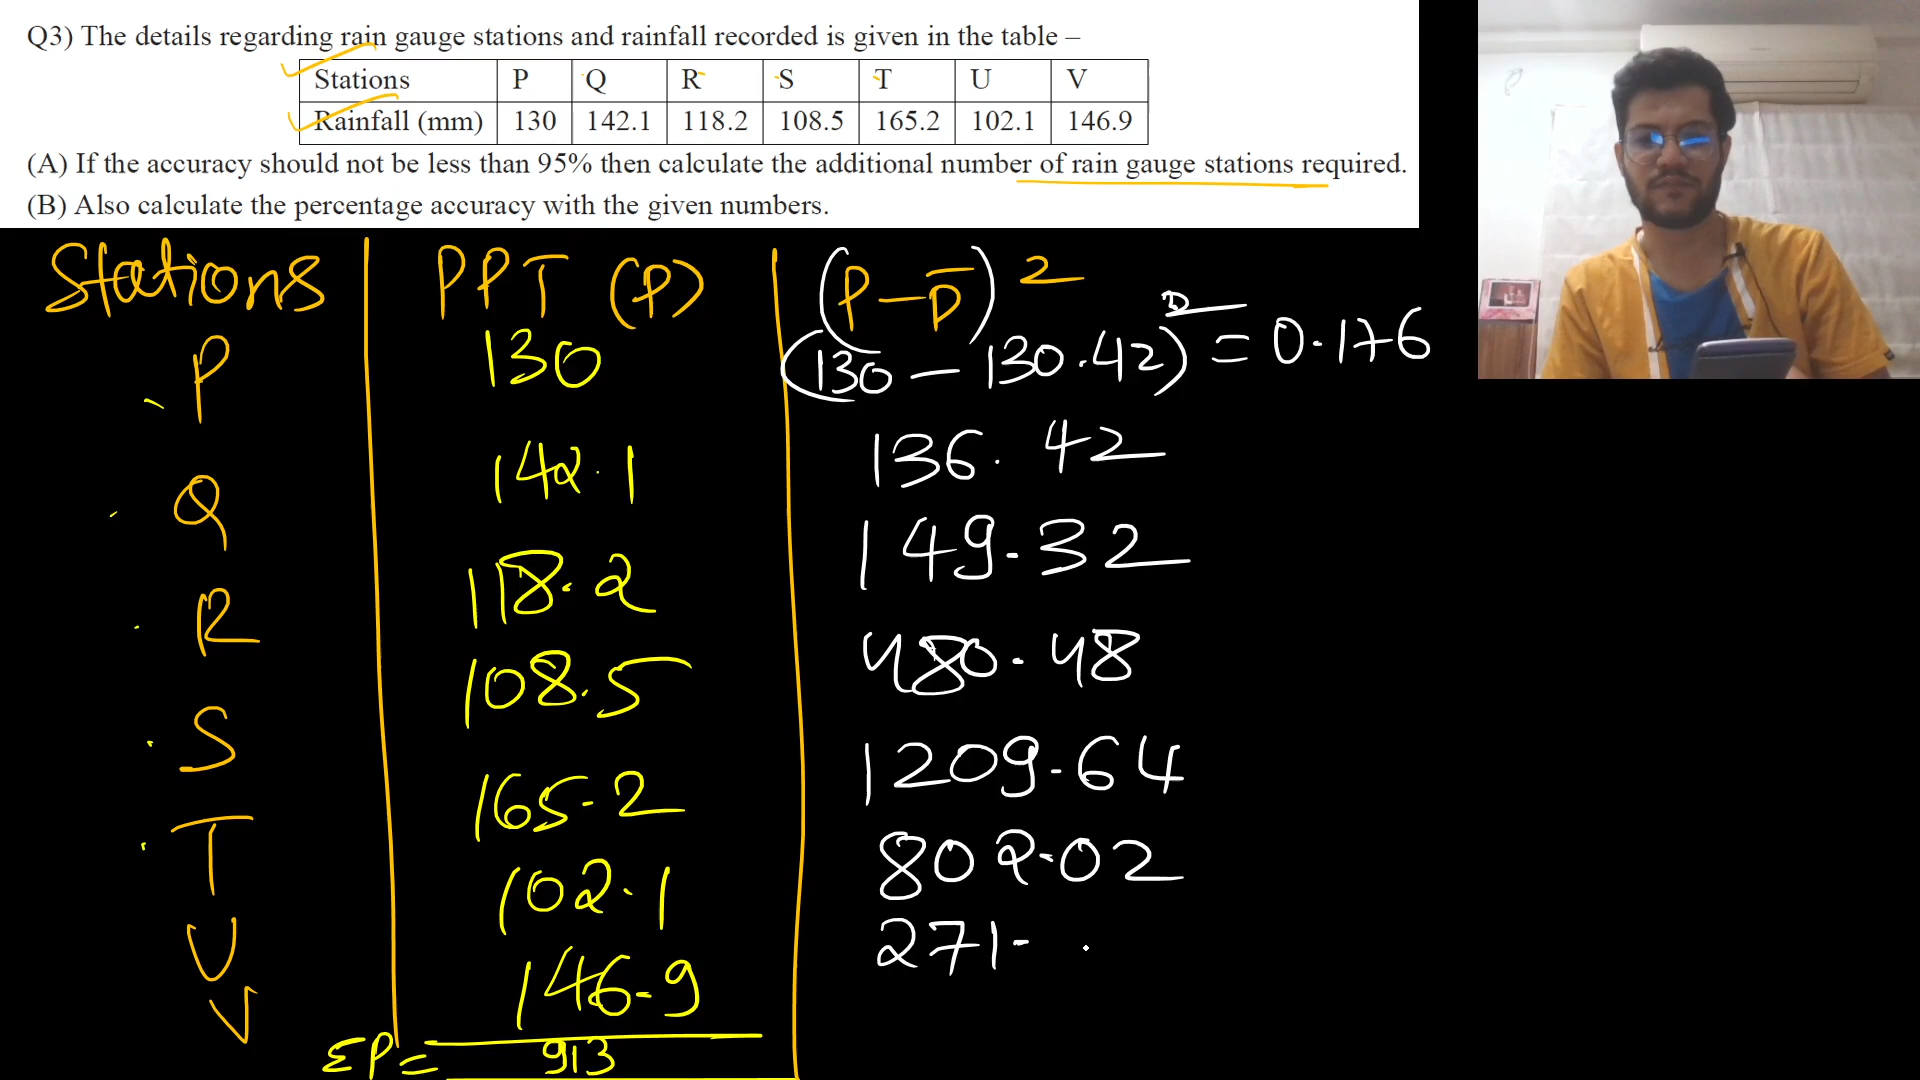 Q3) The details regarding rain gauge stations and rainfall recorded is given in the table –
Stations P Q R S T U V
Rainfall (mm) 130 142.1 118.2 108.5 165.2 102.1 146.9
(A) If the accuracy should not be less than 95% then calculate the additional number of rain gauge stations required.
(B) Also calculate the percentage accuracy with the given numbers.
Stations PPT (P) (P-P̅)²
P 130 (130 - 130.42)² = 0.176
Q 142.1 136.42
R 118.2 149.32
S 108.5 480.48
T 165.2 1209.64
U 102.1 802.02
V 146.9 271.
ΣP = 913